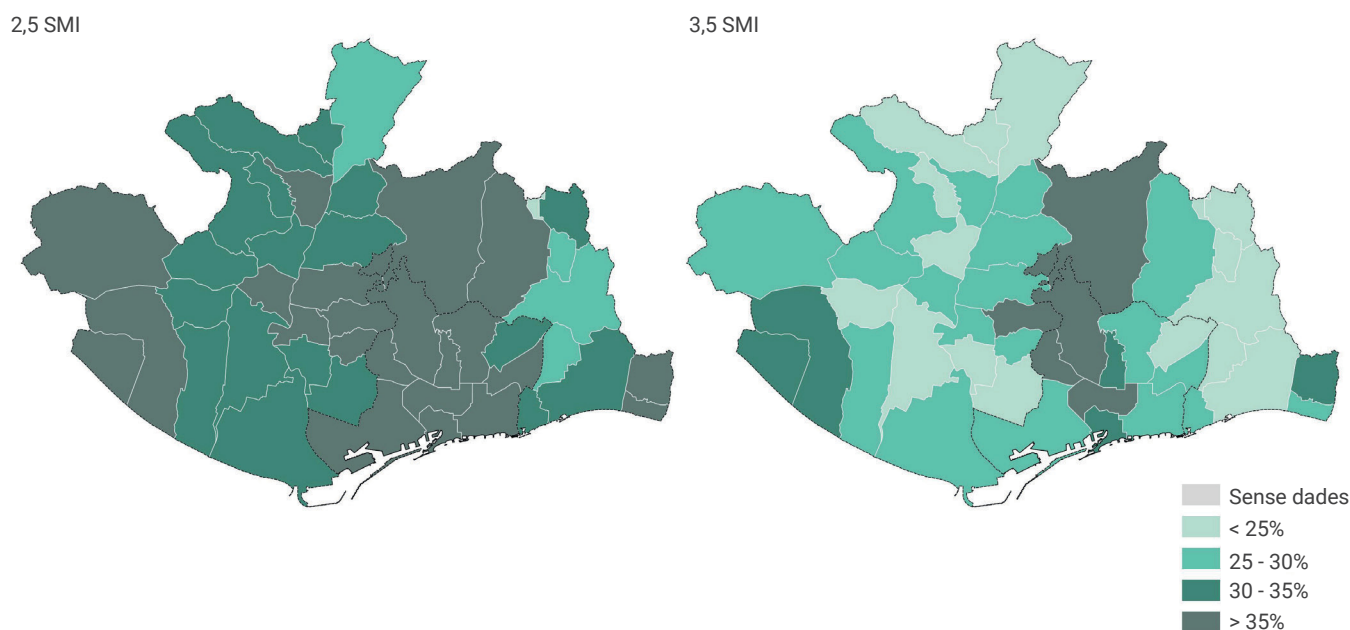 2,5 SMI
3,5 SMI
Sense dades
< 25%
25 - 30%
30 - 35%
> 35%